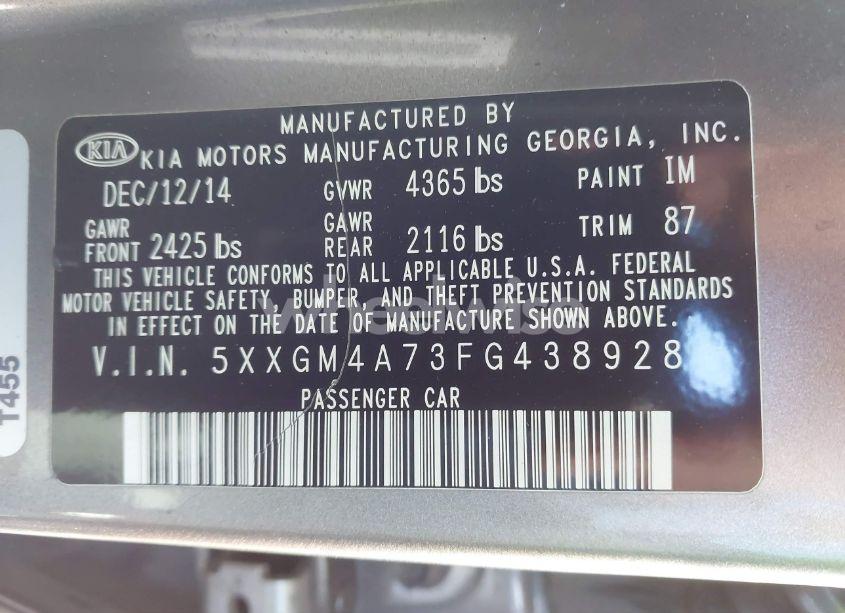 MANUFACTURED BY
KIA KIA MOTORS MANUFACTURING GEORGIA, INC.
DEC/12/14 GVWR 4365 lbs PAINT IM
GAWR FRONT 2425 lbs GAWR REAR 2116 lbs TRIM 87
THIS VEHICLE CONFORMS TO ALL APPLICABLE U.S.A. FEDERAL
MOTOR VEHICLE SAFETY, BUMPER, AND THEFT PREVENTION STANDARDS
IN EFFECT ON THE DATE OF MANUFACTURE SHOWN ABOVE.
V.I.N. 5XXGM4A73FG438928
PASSENGER CAR
T455